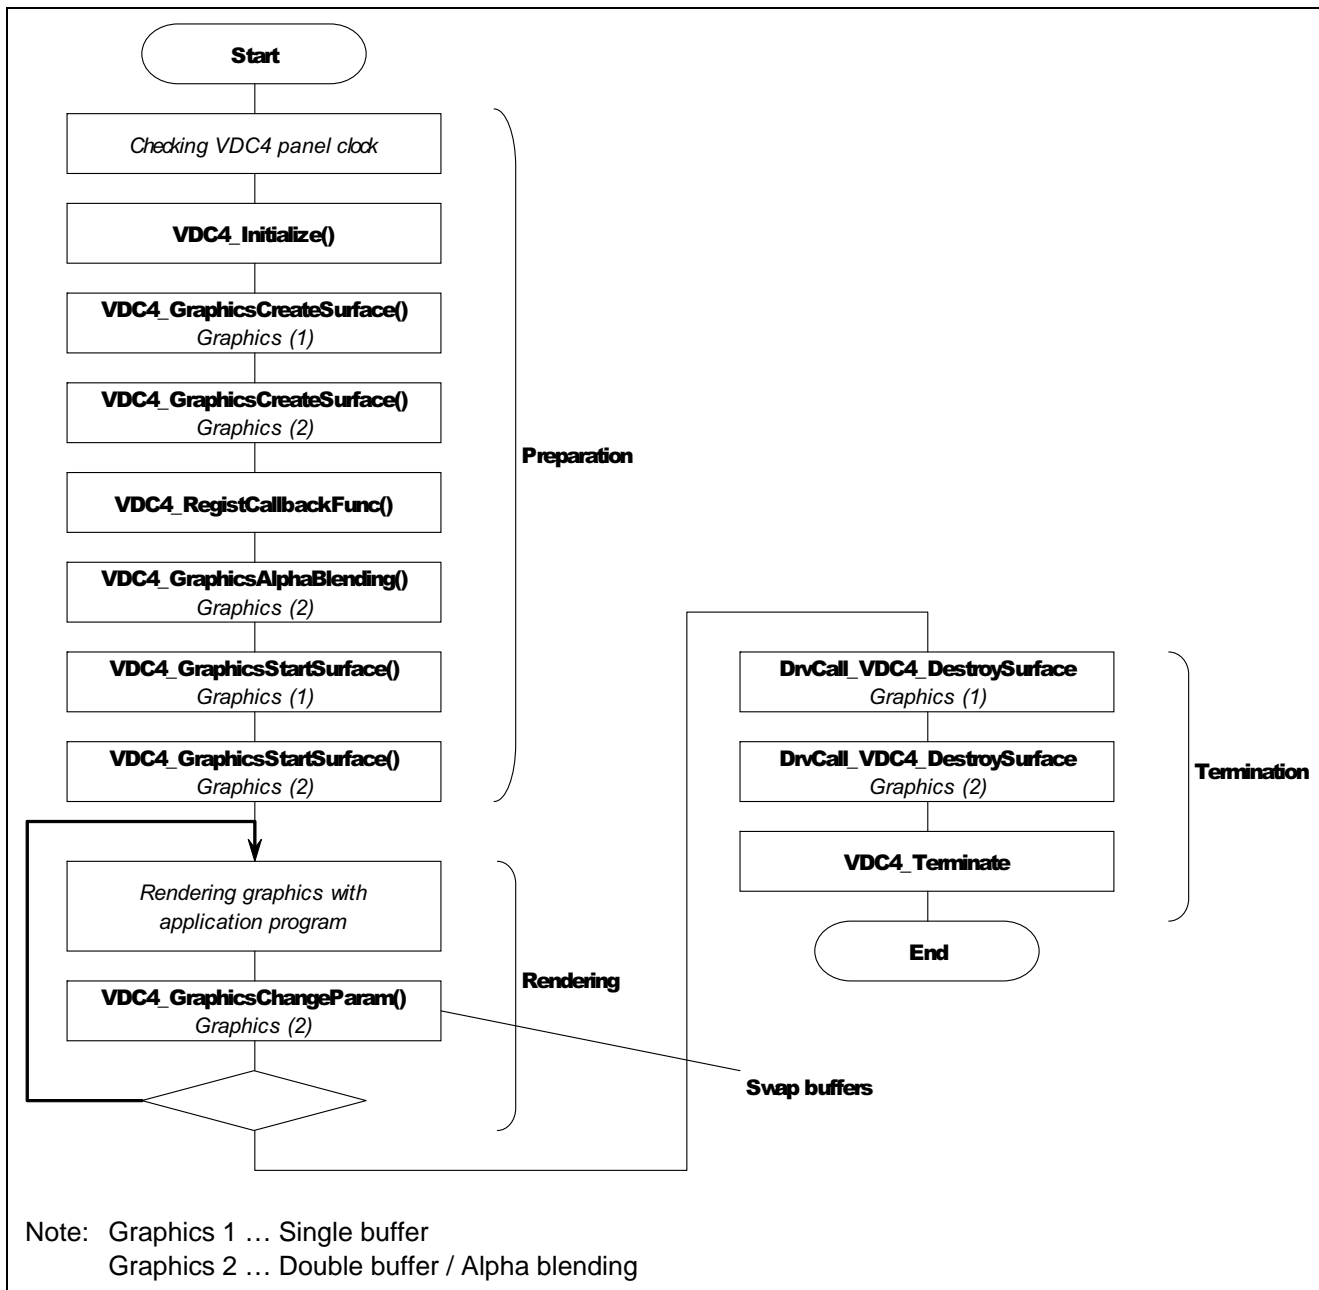 Start
Checking VDC4 panel clock
VDC4_Initialize()
VDC4_GraphicsCreateSurface()
Graphics (1)
VDC4_GraphicsCreateSurface()
Graphics (2)
Preparation
VDC4_RegistCallbackFunc()
VDC4_GraphicsAlphaBlending()
Graphics (2)
VDC4_GraphicsStartSurface()
Graphics (1)
VDC4_GraphicsStartSurface()
Graphics (2)
Rendering graphics with
application program
Rendering
VDC4_GraphicsChangeParam()
Graphics (2)
Swap buffers
DrvCall_VDC4_DestroySurface
Graphics (1)
DrvCall_VDC4_DestroySurface
Graphics (2)
Termination
VDC4_Terminate
End
Note: Graphics 1 … Single buffer
Graphics 2 … Double buffer / Alpha blending